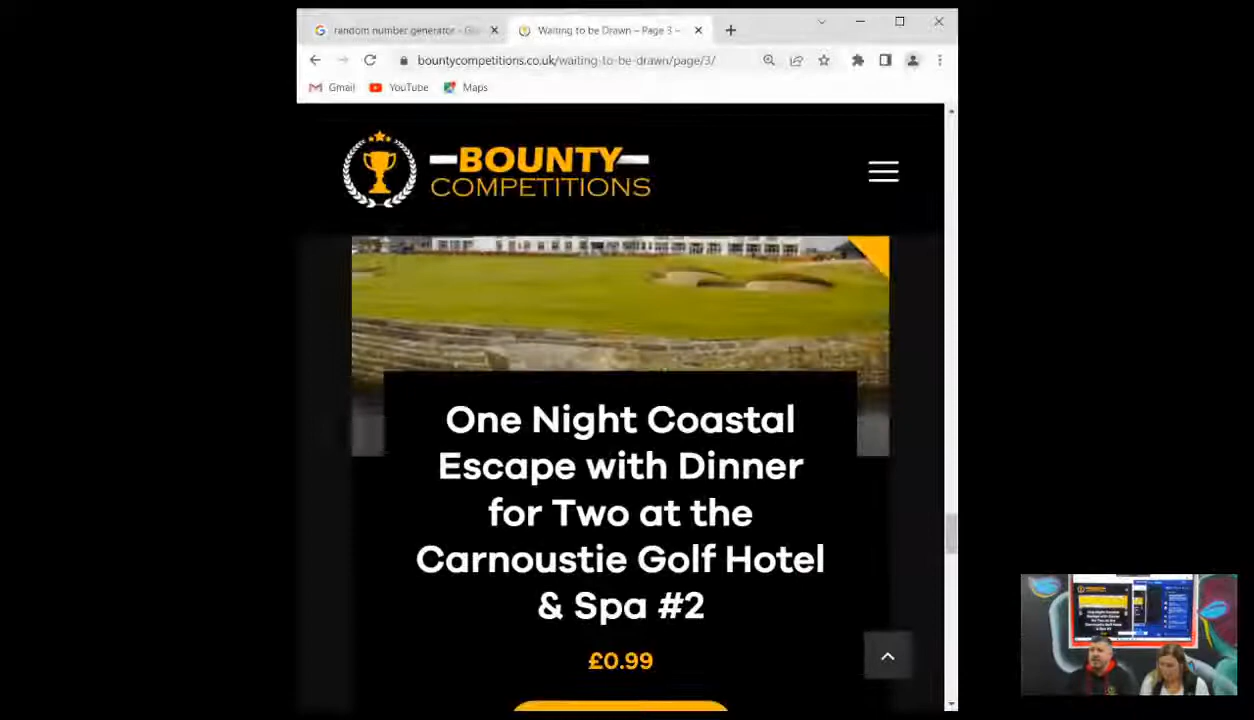 random number generator - Goo
Waiting to be Drawn – Page 3 –
bountycompetitions.co.uk/waiting-to-be-drawn/page/3/
Gmail
YouTube
Maps
BOUNTY
COMPETITIONS
One Night Coastal
Escape with Dinner
for Two at the
Carnoustie Golf Hotel
& Spa #2
£0.99